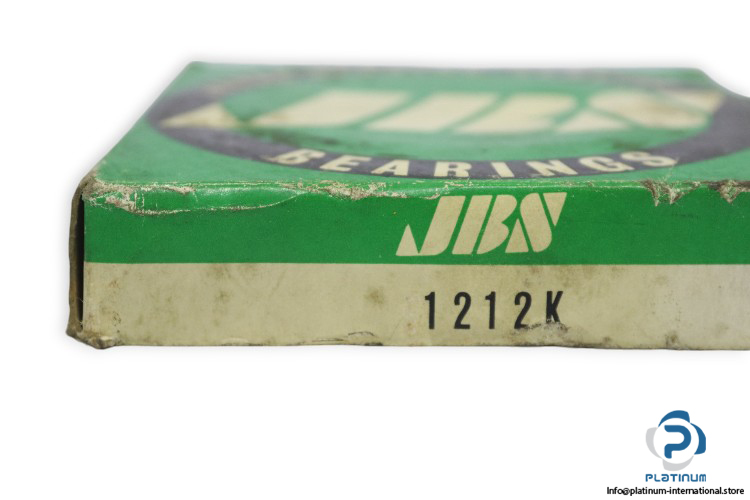 JBS
BEARINGS
JBS
1212K
PLATINUM
Info@platinum-international.store